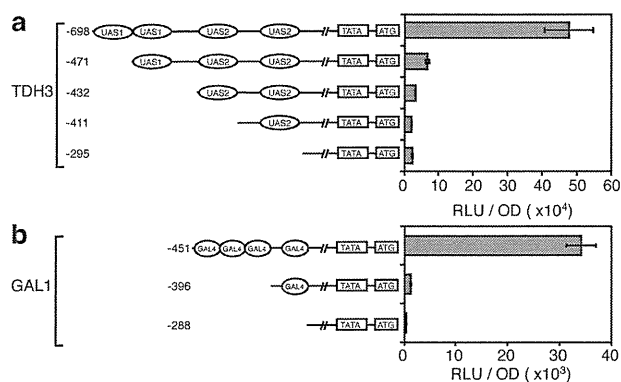 a
TDH3
-698 UAS1 UAS1 UAS2 UAS2 // TATA ATG
-471 UAS1 UAS2 UAS2 // TATA ATG
-432 UAS2 UAS2 // TATA ATG
-411 UAS2 // TATA ATG
-295 // TATA ATG
0 10 20 30 40 50 60
RLU / OD ( x10⁴)
b
GAL1
-451 GAL4 GAL4 GAL4 GAL4 // TATA ATG
-396 GAL4 // TATA ATG
-288 // TATA ATG
0 10 20 30 40
RLU / OD ( x10³)